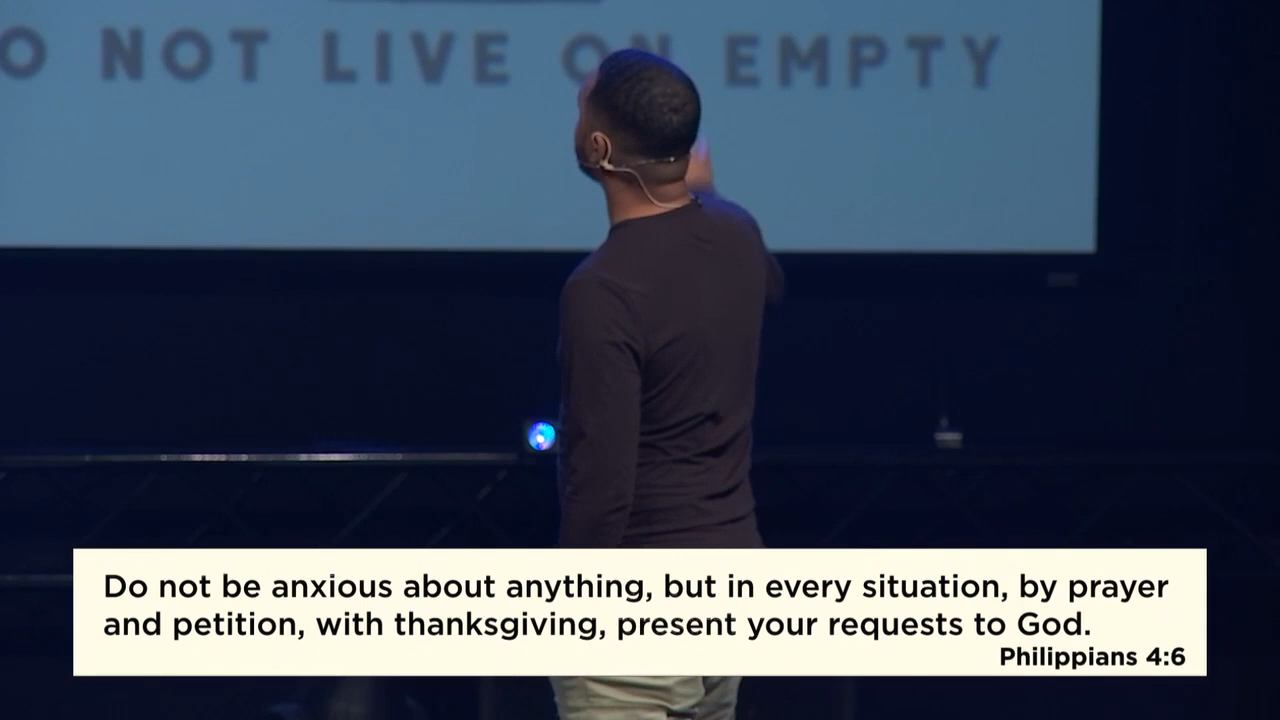 O NOT LIVE ON EMPTY
Do not be anxious about anything, but in every situation, by prayer
and petition, with thanksgiving, present your requests to God.
Philippians 4:6